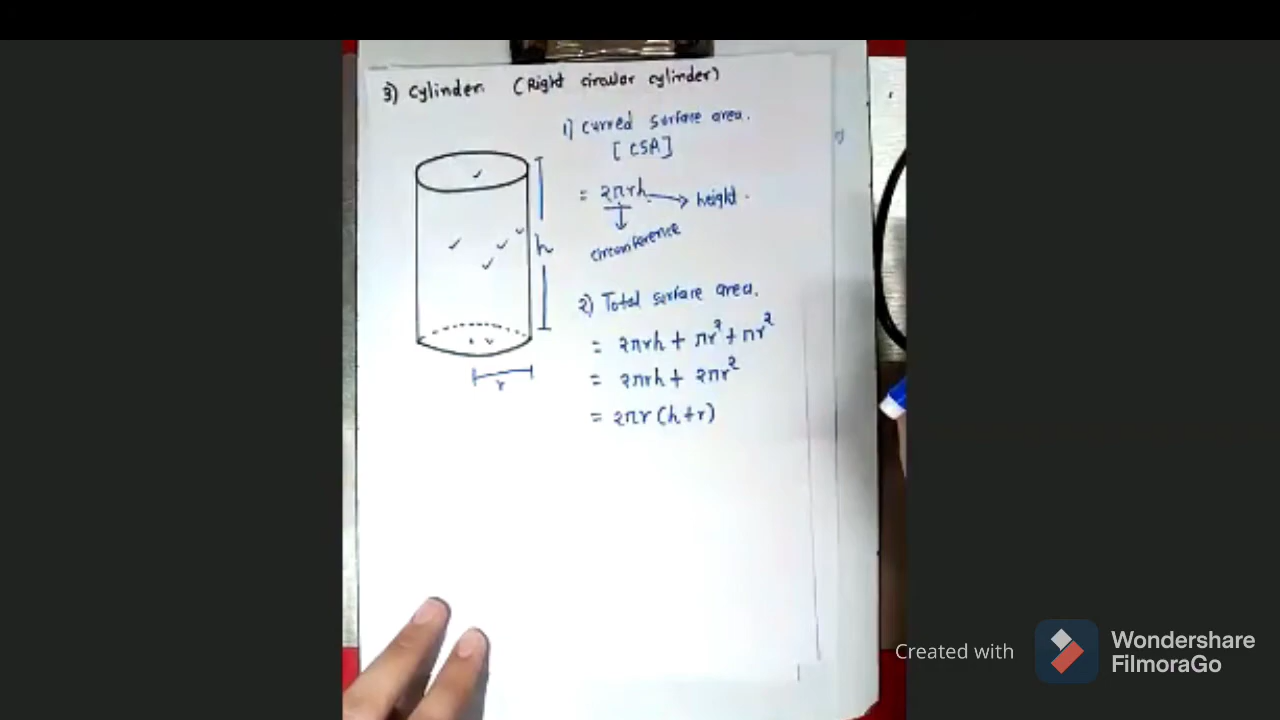 3) Cylinder. (Right circular cylinder)
1) Curved surface area.
[CSA]
= 2πrh → height.
↓
circumference
h
r
2) Total surface area.
= 2πrh + πr² + πr²
= 2πrh + 2πr²
= 2πr (h+r)
Created with
Wondershare
FilmoraGo